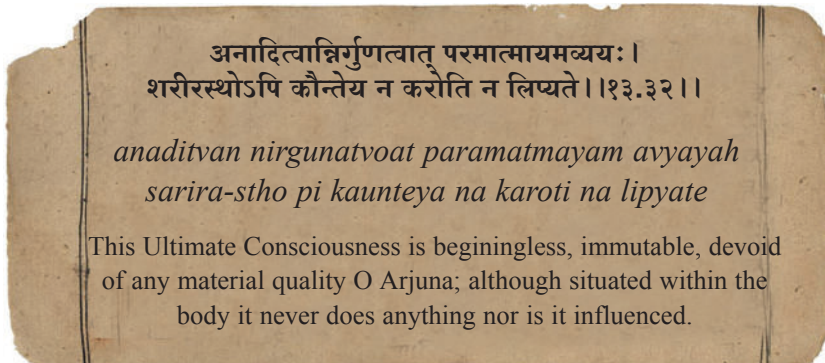 अनादित्वान्निर्गुणत्वात् परमात्मायमव्ययः।
शरीरस्थोऽपि कौन्तेय न करोति न लिप्यते।।१३.३२।।
anaditvan nirgunatvoat paramatmayam avyayah
sarira-stho pi kaunteya na karoti na lipyate
This Ultimate Consciousness is beginingless, immutable, devoid
of any material quality O Arjuna; although situated within the
body it never does anything nor is it influenced.